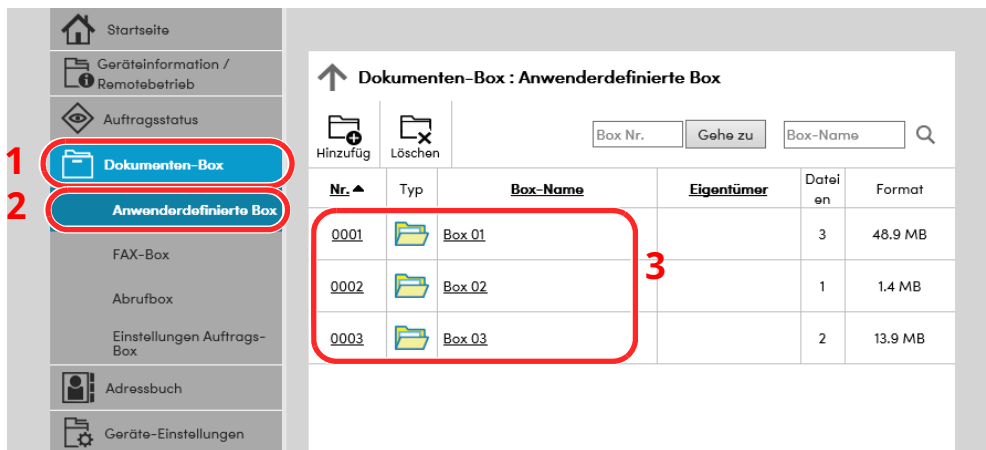 Startseite
Geräteinformation /
Remotebetrieb
Auftragsstatus
1
Dokumenten-Box
2
Anwenderdefinierte Box
FAX-Box
Abrufbox
Einstellungen Auftrags-
Box
Adressbuch
Geräte-Einstellungen
Dokumenten-Box : Anwenderdefinierte Box
Hinzufüg Löschen Box Nr. Gehe zu Box-Name
Nr. Typ Box-Name Eigentümer Datei
en Format
0001 Box 01 3 48.9 MB
3
0002 Box 02 1 1.4 MB
0003 Box 03 2 13.9 MB